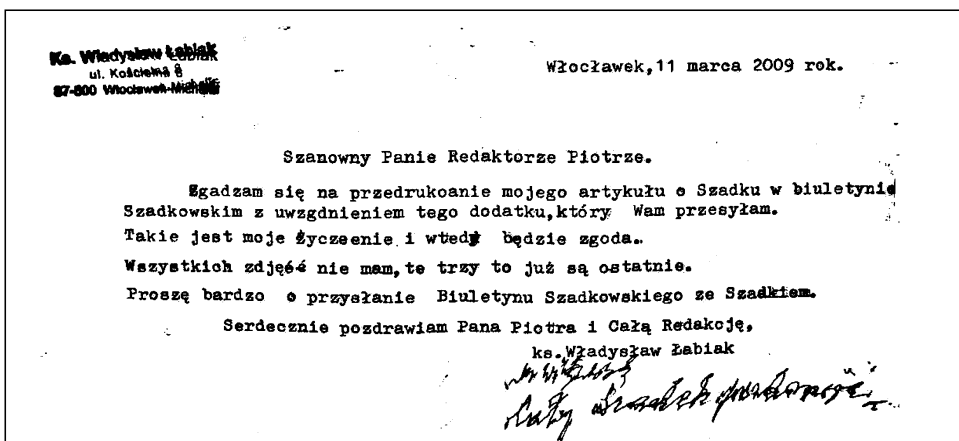 Ks. Władysław Łabiak
ul. Kościelna 8
87-800 Włocławek-Michelin
Włocławek,11 marca 2009 rok.
Szanowny Panie Redaktorze Piotrze.
Zgadzam się na przedrukoanie mojego artykułu o Szadku w biuletynie
Szadkowskim z uwzgdnieniem tego dodatku,który Wam przesyłam.
Takie jest moje życzeenie i wtedy będzie zgoda..
Wszystkich zdjęć nie mam,te trzy to już są ostatnie.
Proszę bardzo o przysłanie Biuletynu Szadkowskiego ze Szadkiem.
Serdecznie pozdrawiam Pana Piotra i Całą Redakcję,
ks.Władysław Łabiak
Cały Szadek